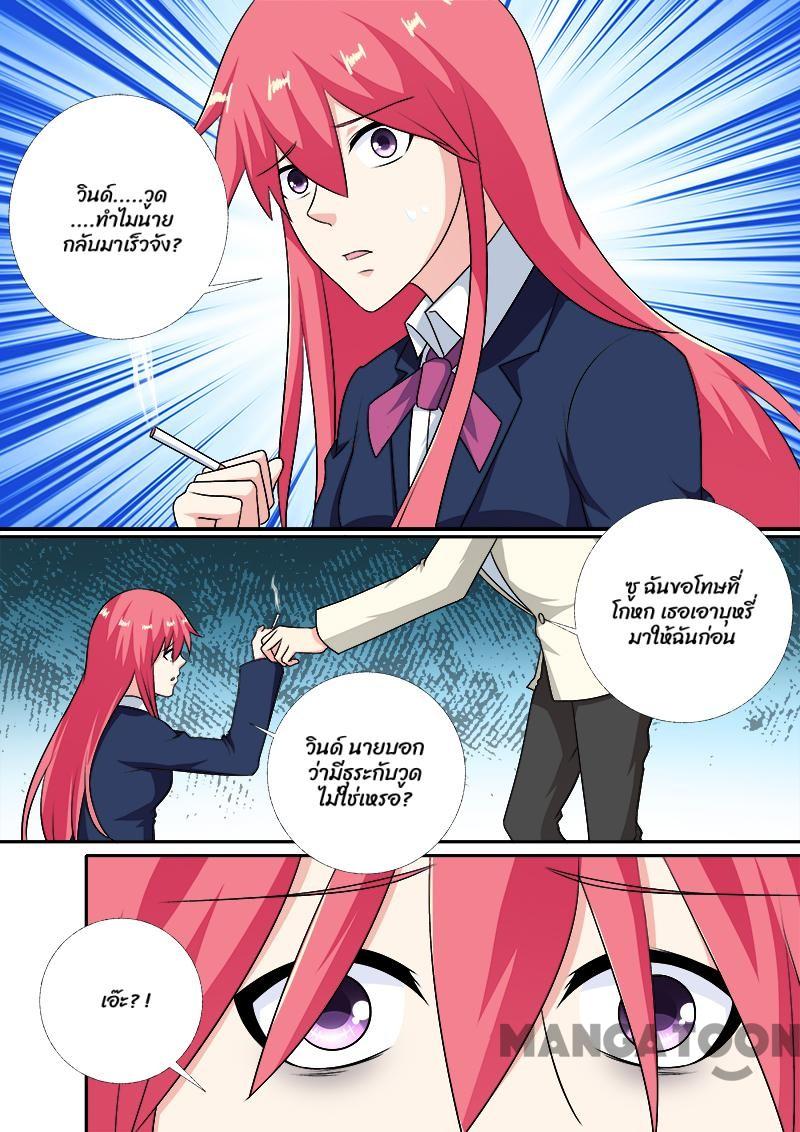 วินด์.....วูด
....ทำไมนาย
กลับมาเร็วจัง?
ซู ฉันขอโทษที่
โกหก เธอเอาบุหรี่
มาให้ฉันก่อน
วินด์ นายบอก
ว่ามีธุระกับวูด
ไม่ใช่เหรอ?
เอ๊ะ? !
MANGATOON